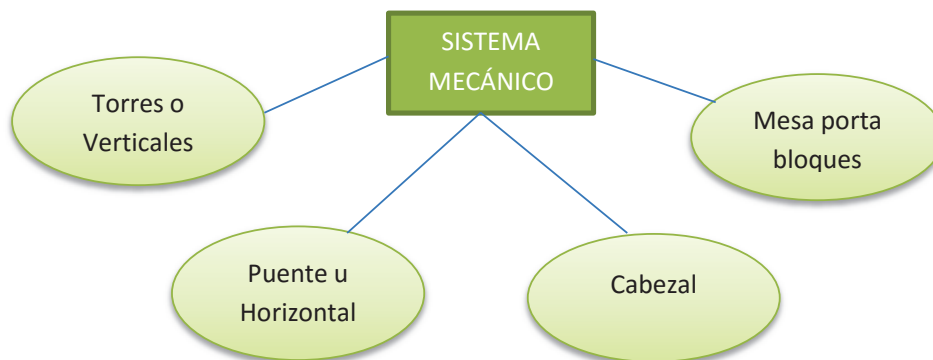 SISTEMA
MECÁNICO
Torres o
Verticales
Mesa porta
bloques
Puente u
Horizontal
Cabezal